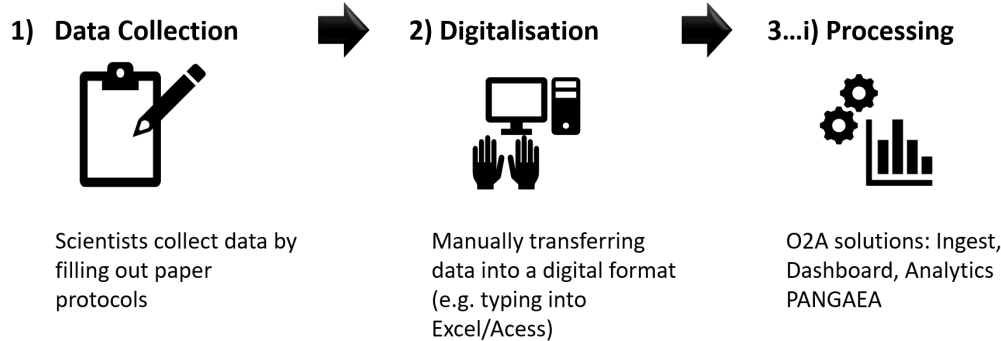 1) Data Collection
2) Digitalisation
3...i) Processing
Scientists collect data by
filling out paper
protocols
Manually transferring
data into a digital format
(e.g. typing into
Excel/Acess)
O2A solutions: Ingest,
Dashboard, Analytics
PANGAEA